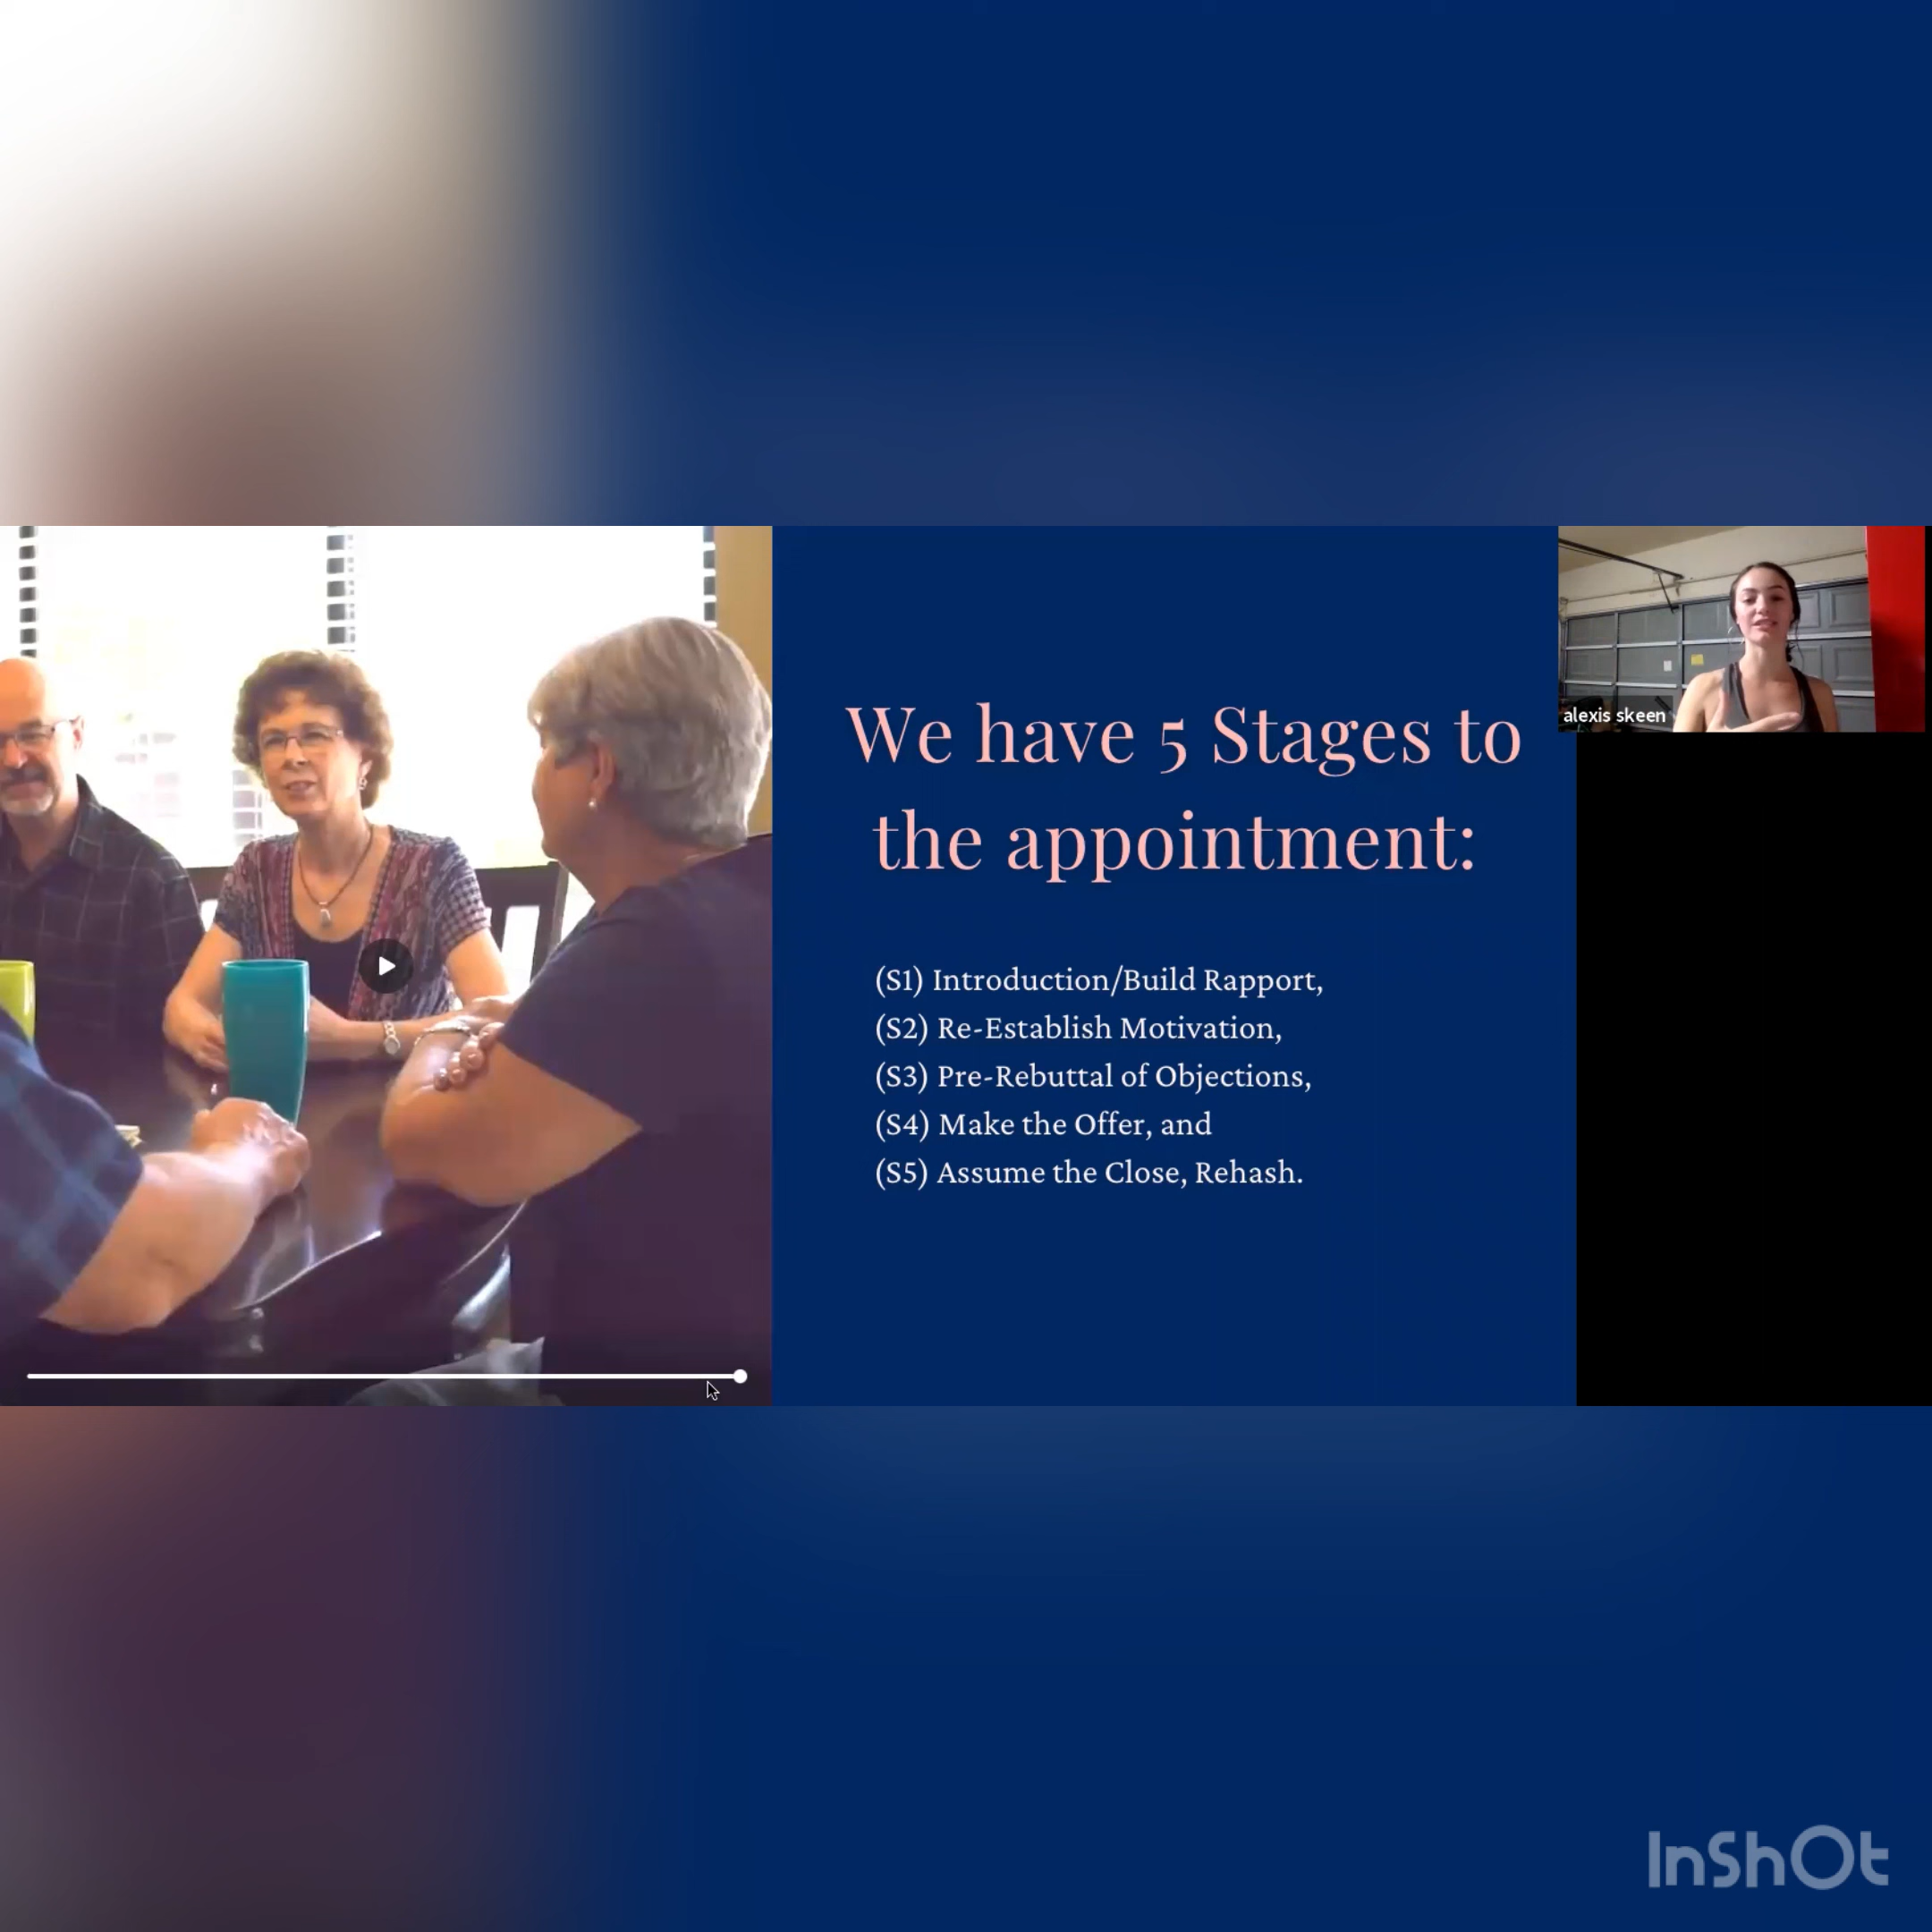 We have 5 Stages to
the appointment:
(S1) Introduction/Build Rapport,
(S2) Re-Establish Motivation,
(S3) Pre-Rebuttal of Objections,
(S4) Make the Offer, and
(S5) Assume the Close, Rehash.
alexis skeen
InShOt